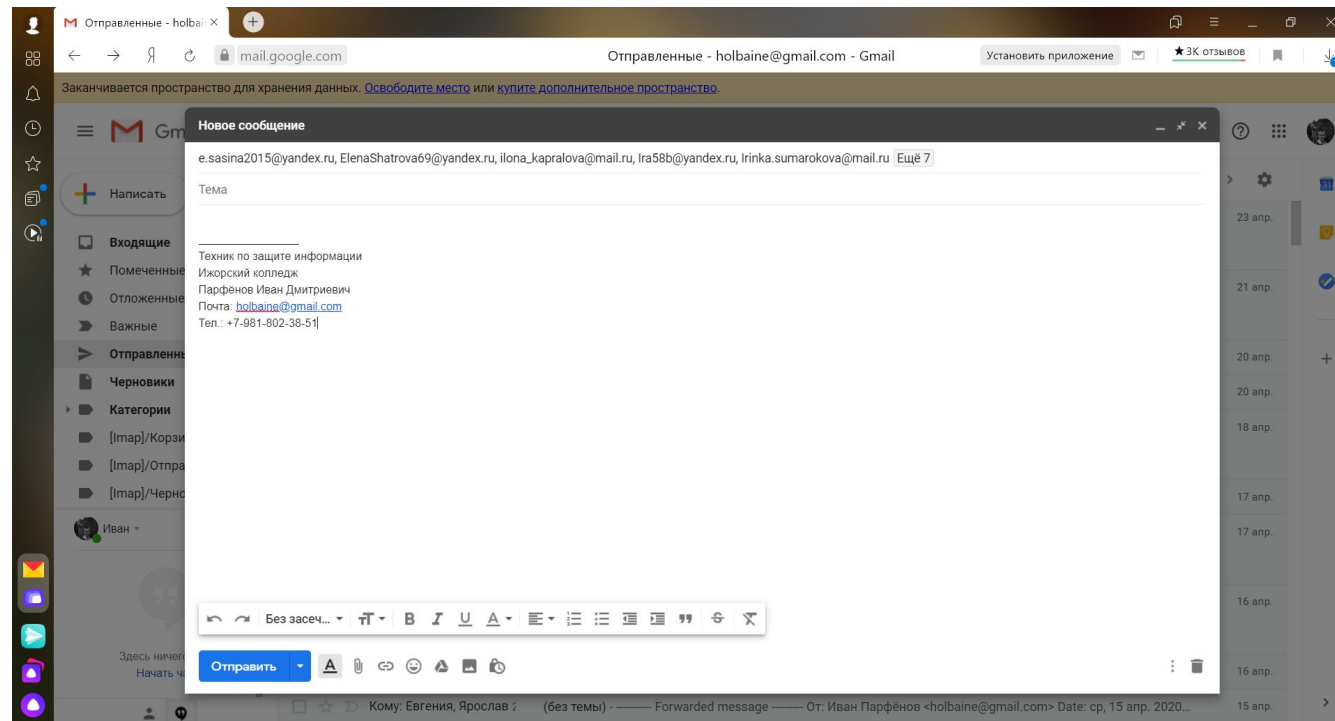 Отправленные - holbai
mail.google.com
Отправленные - holbaine@gmail.com - Gmail
Установить приложение
★ 3K отзывов
Заканчивается пространство для хранения данных. Освободите место или купите дополнительное пространство.
Gm
Новое сообщение
e.sasina2015@yandex.ru, ElenaShatrova69@yandex.ru, ilona_kapralova@mail.ru, Ira58b@yandex.ru, Irinka.sumarokova@mail.ru Ещё 7
Тема
Написать
Входящие
Помеченные
Отложенные
Важные
Отправленны
Черновики
Категории
[Imap]/Корзи
[Imap]/Отпра
[Imap]/Черно
Иван
Здесь ничего
Начать ча
Техник по защите информации
Ижорский колледж
Парфёнов Иван Дмитриевич
Почта: holbaine@gmail.com
Тел.: +7-981-802-38-51
Без засеч...
Отправить
23 апр.
21 апр.
20 апр.
20 апр.
18 апр.
17 апр.
17 апр.
16 апр.
16 апр.
Кому: Евгения, Ярослав 2 (без темы) - ---------- Forwarded message --------- От: Иван Парфёнов <holbaine@gmail.com> Date: ср, 15 апр. 2020... 15 апр.